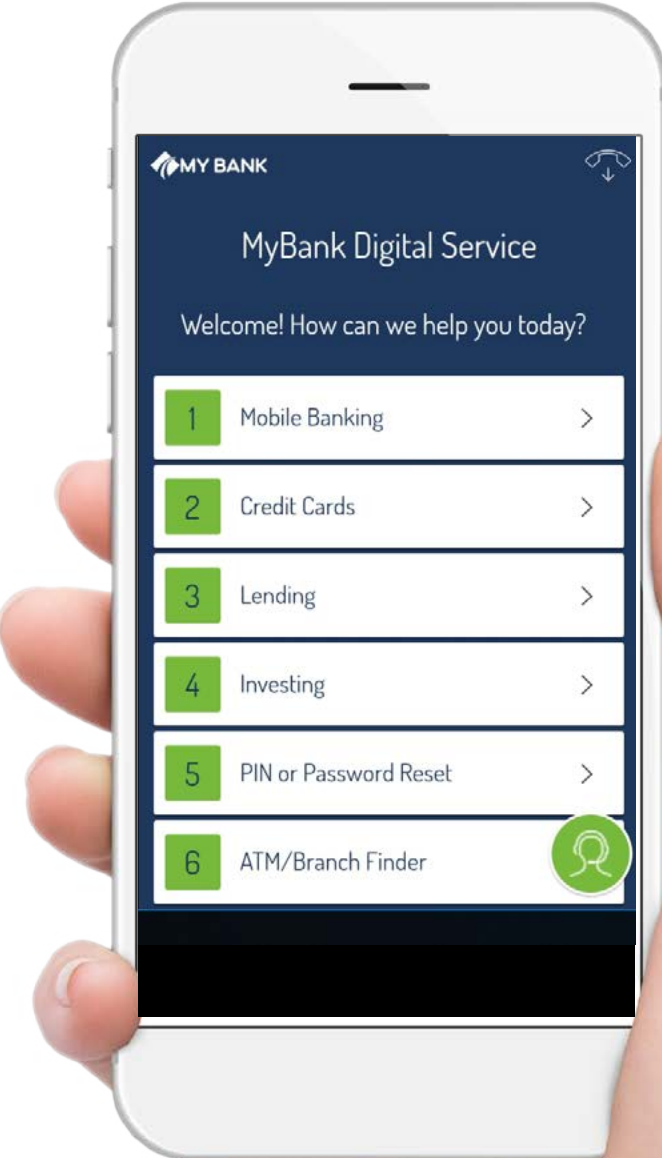 MY BANK
MyBank Digital Service
Welcome! How can we help you today?
1 Mobile Banking
2 Credit Cards
3 Lending
4 Investing
5 PIN or Password Reset
6 ATM/Branch Finder